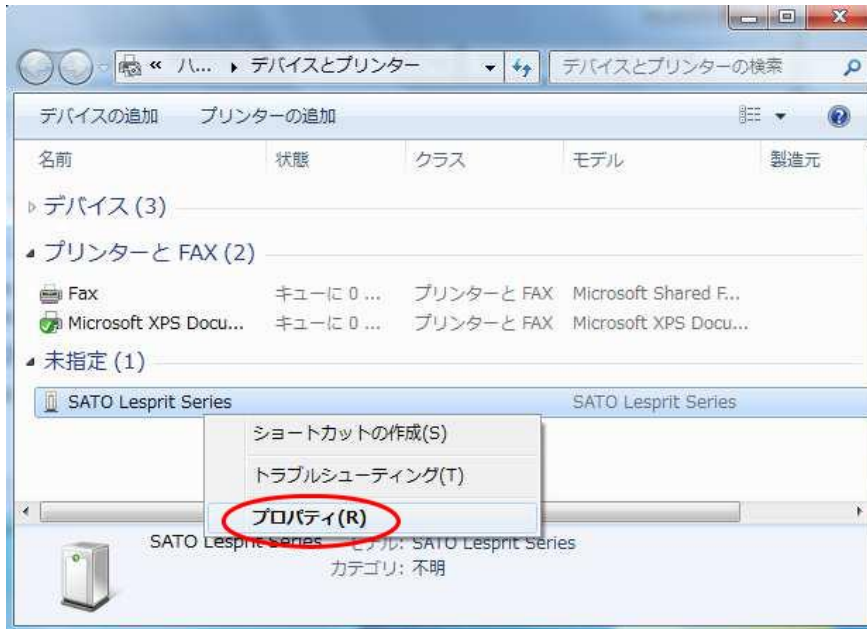 « ハ... ▸ デバイスとプリンター デバイスとプリンターの検索
デバイスの追加 プリンターの追加
名前 状態 クラス モデル 製造元
デバイス (3)
プリンターと FAX (2)
Fax キューに 0 ... プリンターと FAX Microsoft Shared F...
Microsoft XPS Docu... キューに 0 ... プリンターと FAX Microsoft XPS Docu...
未指定 (1)
SATO Lesprit Series SATO Lesprit Series
ショートカットの作成(S)
トラブルシューティング(T)
プロパティ(R)
SATO Lesprit Series モデル: SATO Lesprit Series
カテゴリ: 不明